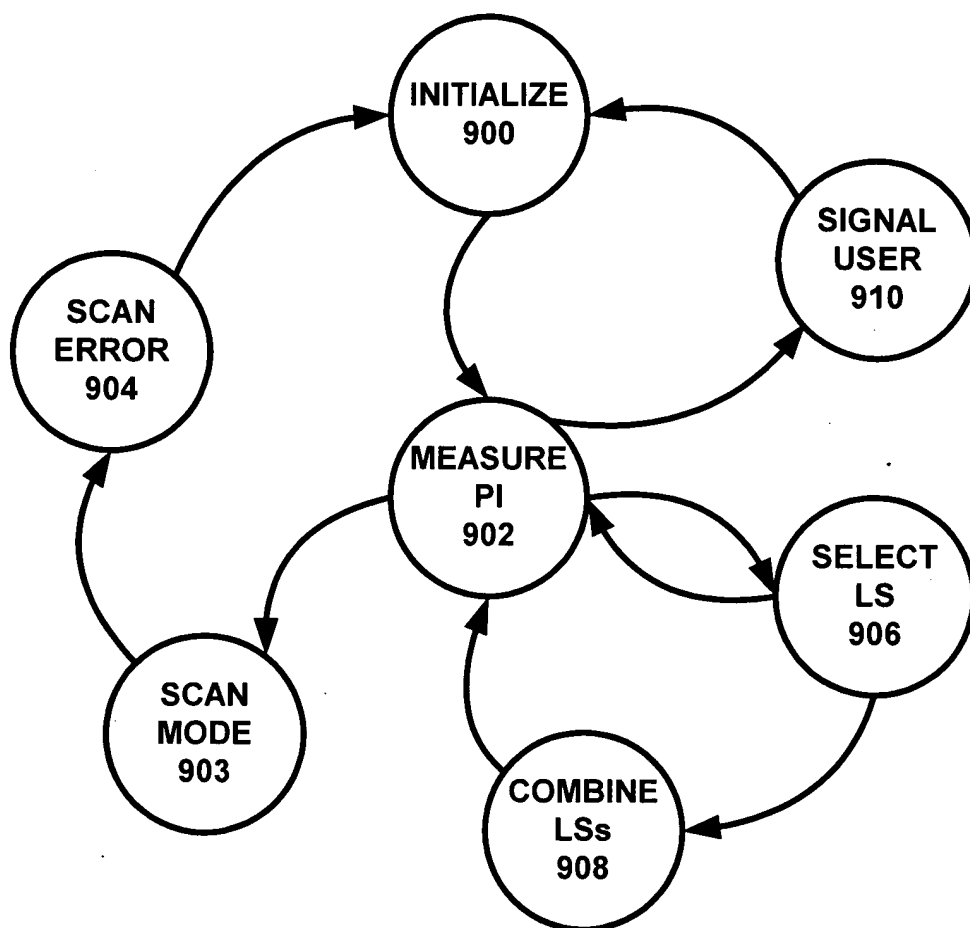 INITIALIZE
900
SIGNAL
USER
910
SCAN
ERROR
904
MEASURE
PI
902
SELECT
LS
906
SCAN
MODE
903
COMBINE
LSs
908